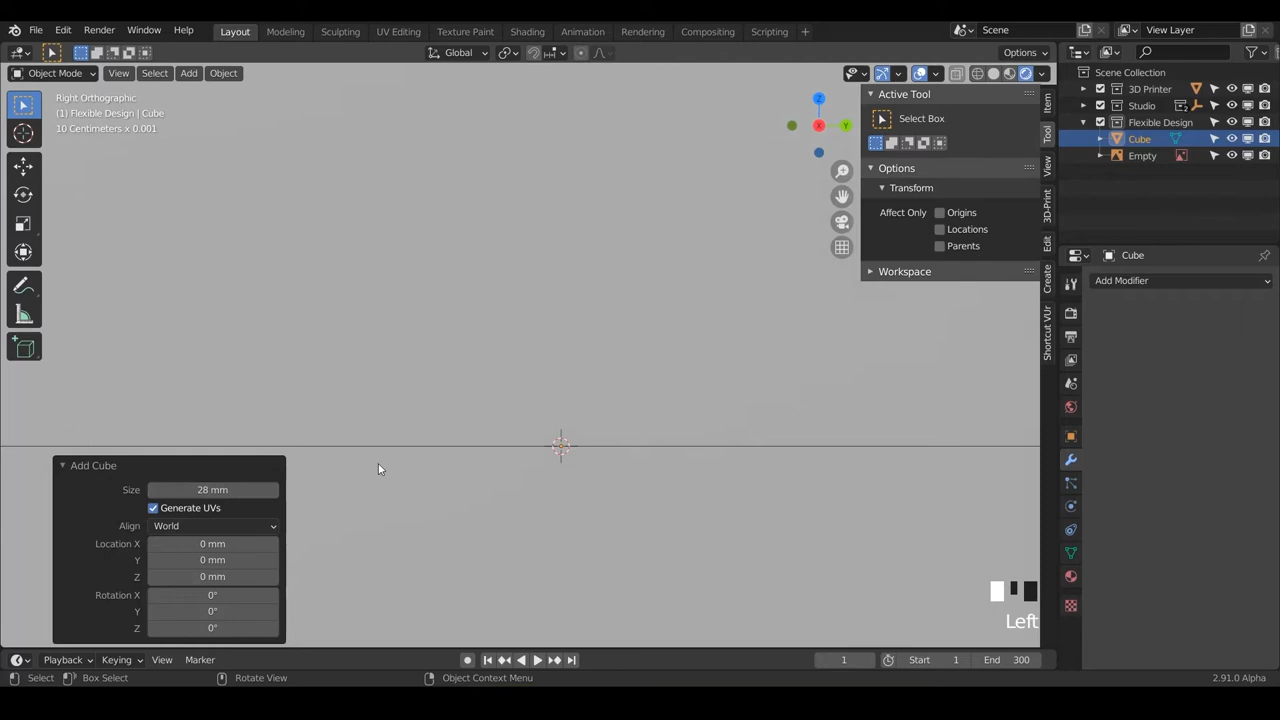 File Edit Render Window Help Layout Modeling Sculpting UV Editing Texture Paint Shading Animation Rendering Compositing Scripting + Scene View Layer
Global Options
Object Mode View Select Add Object
Right Orthographic
(1) Flexible Design | Cube
10 Centimeters x 0.001
Z
X
Y
Active Tool
Select Box
Options
Transform
Affect Only Origins
Locations
Parents
Workspace
Item
Tool
View
3D-Print
Edit
Create
Shortcut VUr
Scene Collection
3D Printer
Studio 2
Flexible Design
Cube
Empty
Cube
Add Modifier
Add Cube
Size 28 mm
Generate UVs
Align World
Location X 0 mm
Y 0 mm
Z 0 mm
Rotation X 0°
Y 0°
Z 0°
Left
Playback Keying View Marker 1 Start 1 End 300
Select Box Select Rotate View Object Context Menu 2.91.0 Alpha